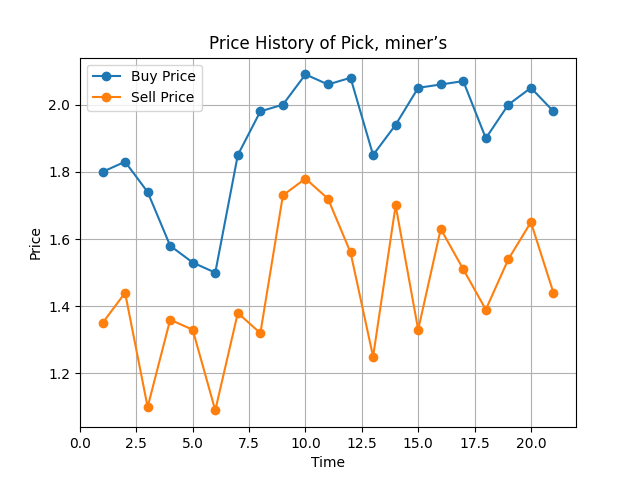 Price History of Pick, miner’s
Buy Price
Sell Price
Price
2.0
1.8
1.6
1.4
1.2
0.0 2.5 5.0 7.5 10.0 12.5 15.0 17.5 20.0
Time